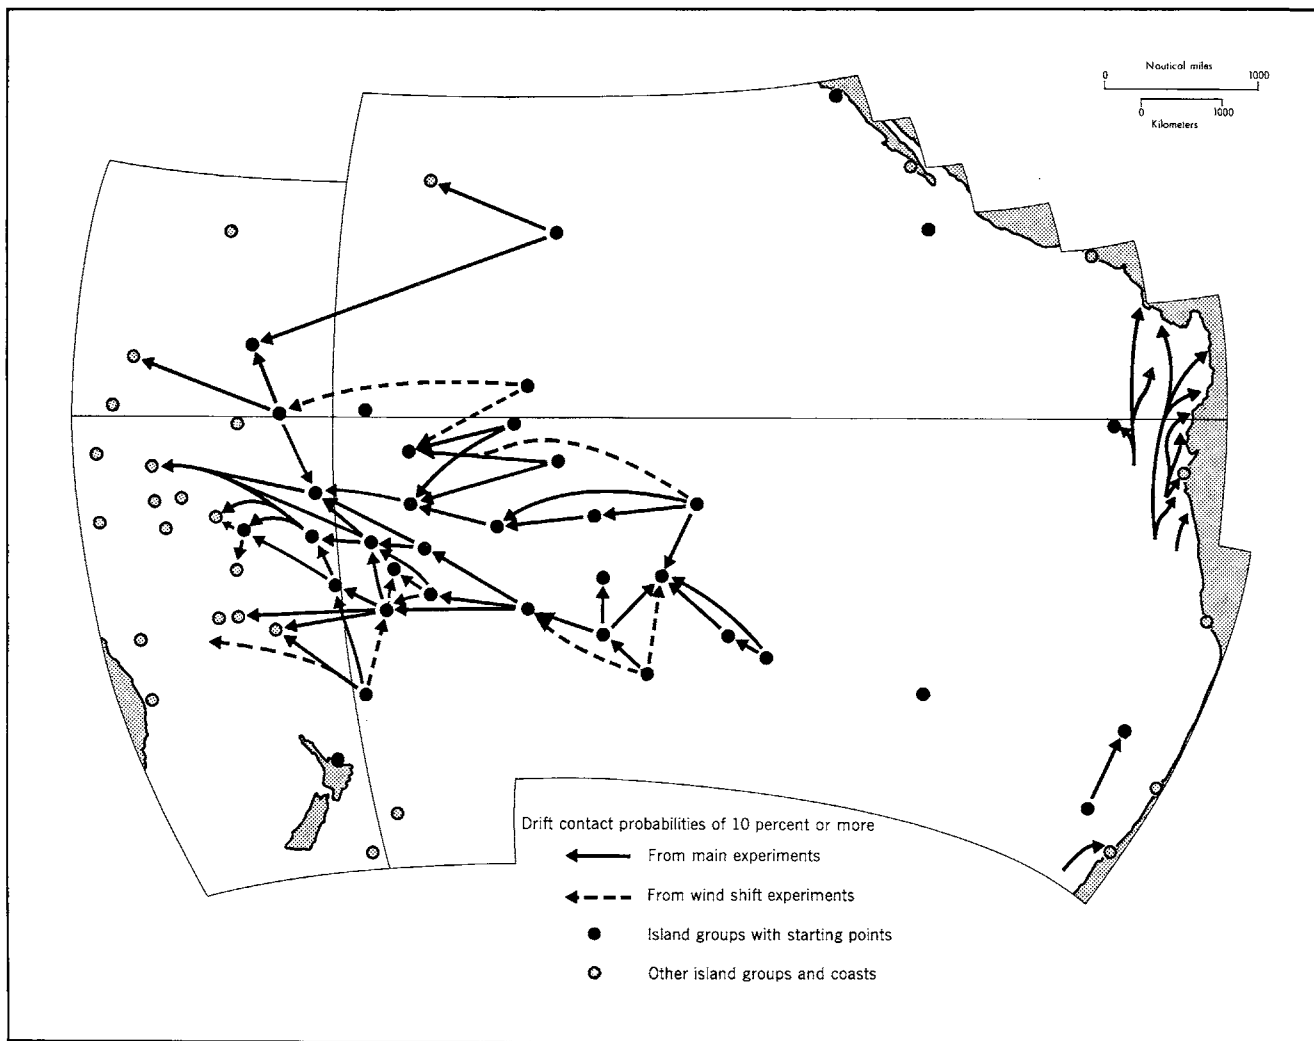 Nautical miles
0 1000
0 1000
Kilometers
Drift contact probabilities of 10 percent or more
From main experiments
From wind shift experiments
Island groups with starting points
Other island groups and coasts